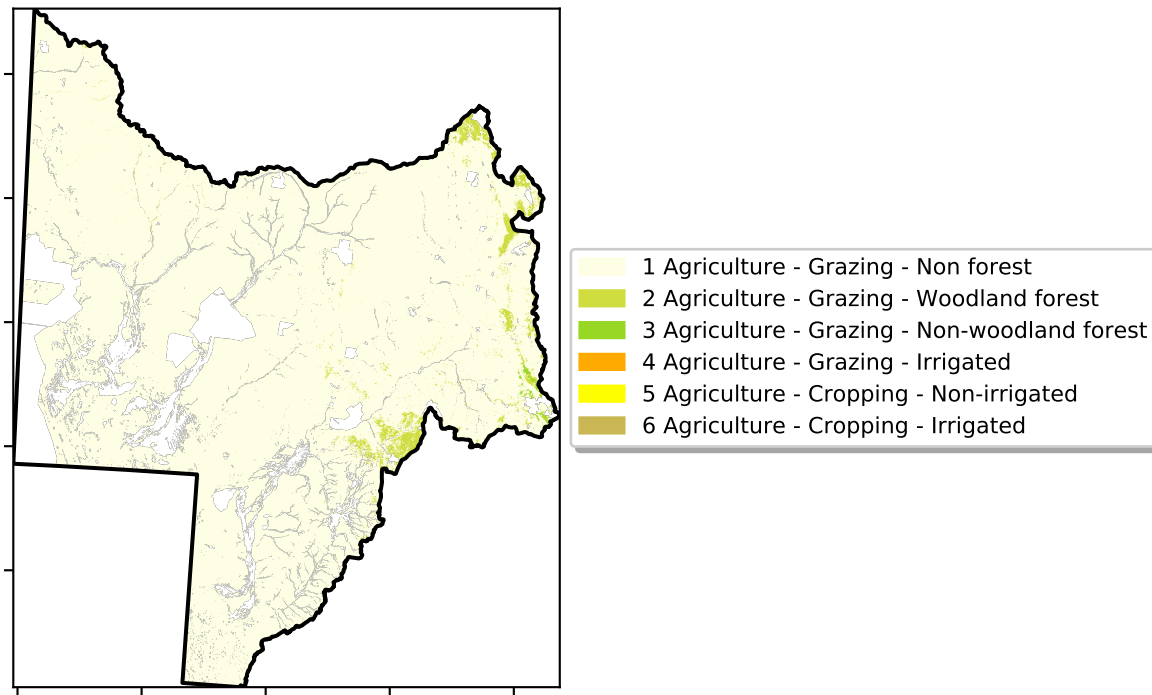 1 Agriculture - Grazing - Non forest
2 Agriculture - Grazing - Woodland forest
3 Agriculture - Grazing - Non-woodland forest
4 Agriculture - Grazing - Irrigated
5 Agriculture - Cropping - Non-irrigated
6 Agriculture - Cropping - Irrigated